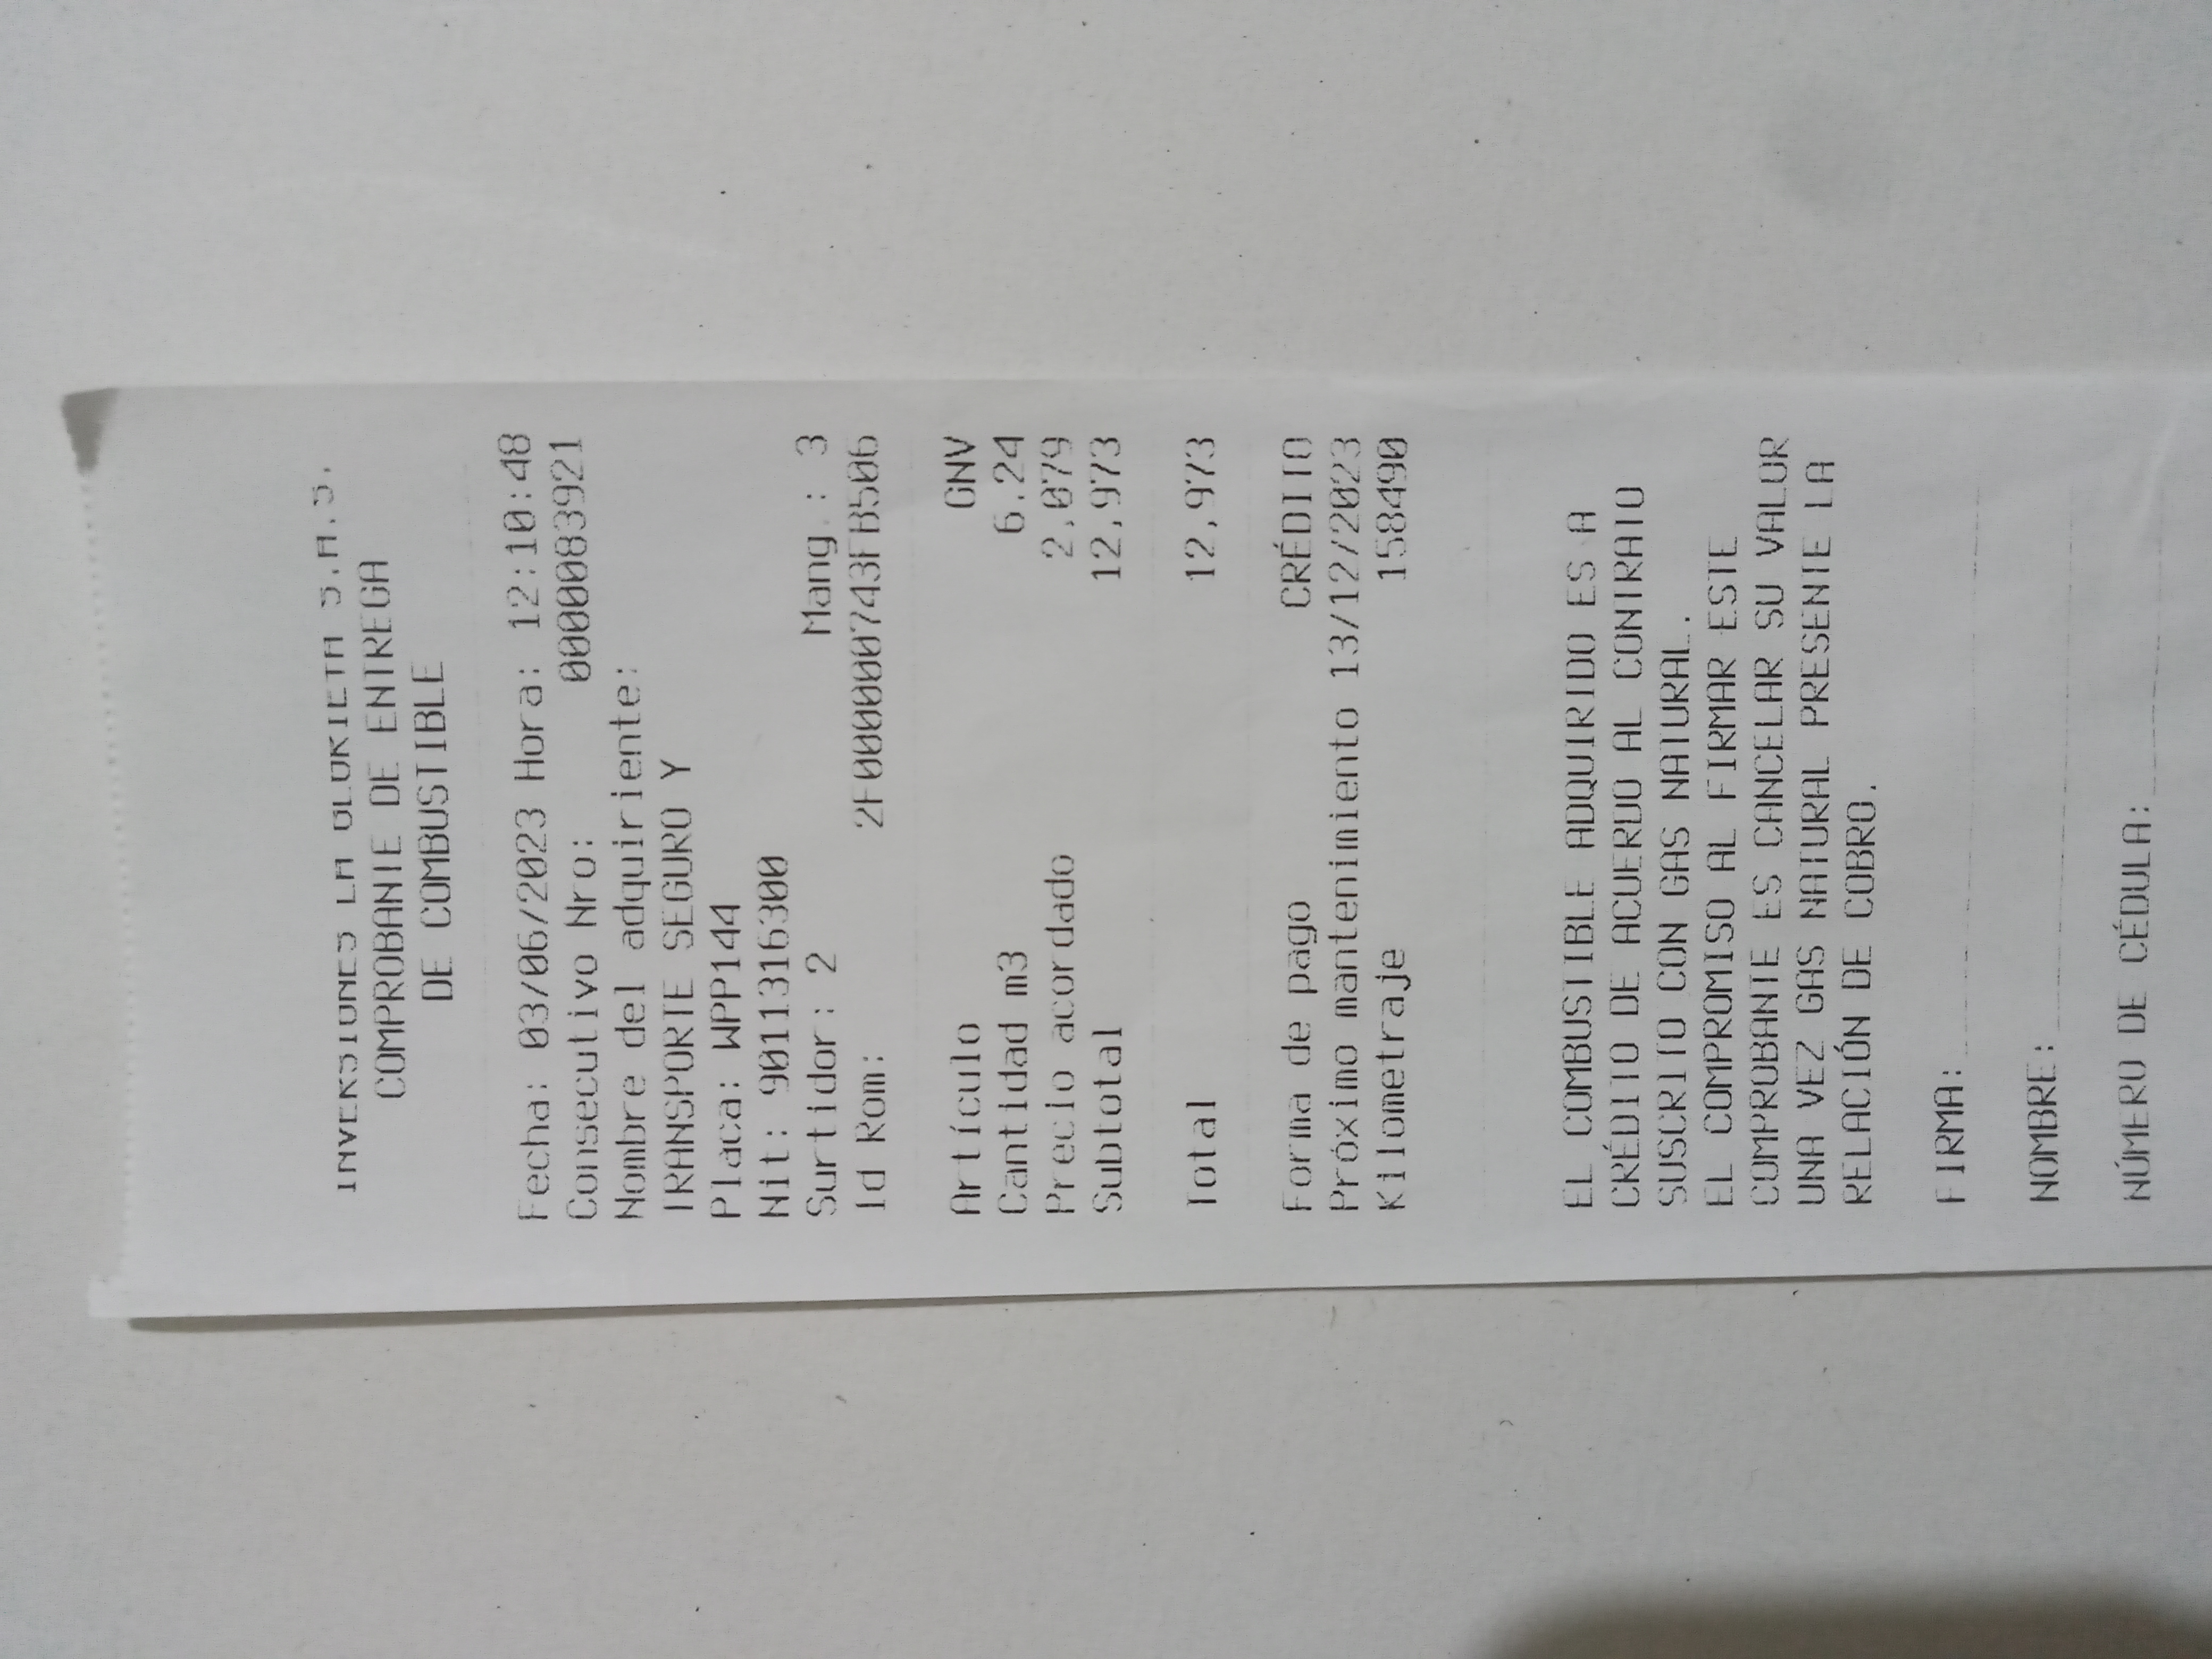 INVERSIONES LA GLORIETA S.A.S.
COMPROBANTE DE ENTREGA
DE COMBUSTIBLE
Fecha: 03/06/2023 Hora: 12:10:48
Consecutivo Nro: 0000083921
Nombre del adquiriente:
TRANSPORTE SEGURO Y
Placa: WPP144
Nit: 9011316300
Surtidor: 2 Mang.: 3
Id Rom: 2F000000743FB506
Artículo GNV
Cantidad m3 6.24
Precio acordado 2,079
Subtotal 12,973
Total 12,973
Forma de pago CRÉDITO
Próximo mantenimiento 13/12/2023
Kilometraje 158490
EL COMBUSTIBLE ADQUIRIDO ES A
CRÉDITO DE ACUERDO AL CONTRATO
SUSCRITO CON GAS NATURAL.
EL COMPROMISO AL FIRMAR ESTE
COMPROBANTE ES CANCELAR SU VALOR
UNA VEZ GAS NATURAL PRESENTE LA
RELACIÓN DE COBRO.
FIRMA:
NOMBRE:
NÚMERO DE CÉDULA: